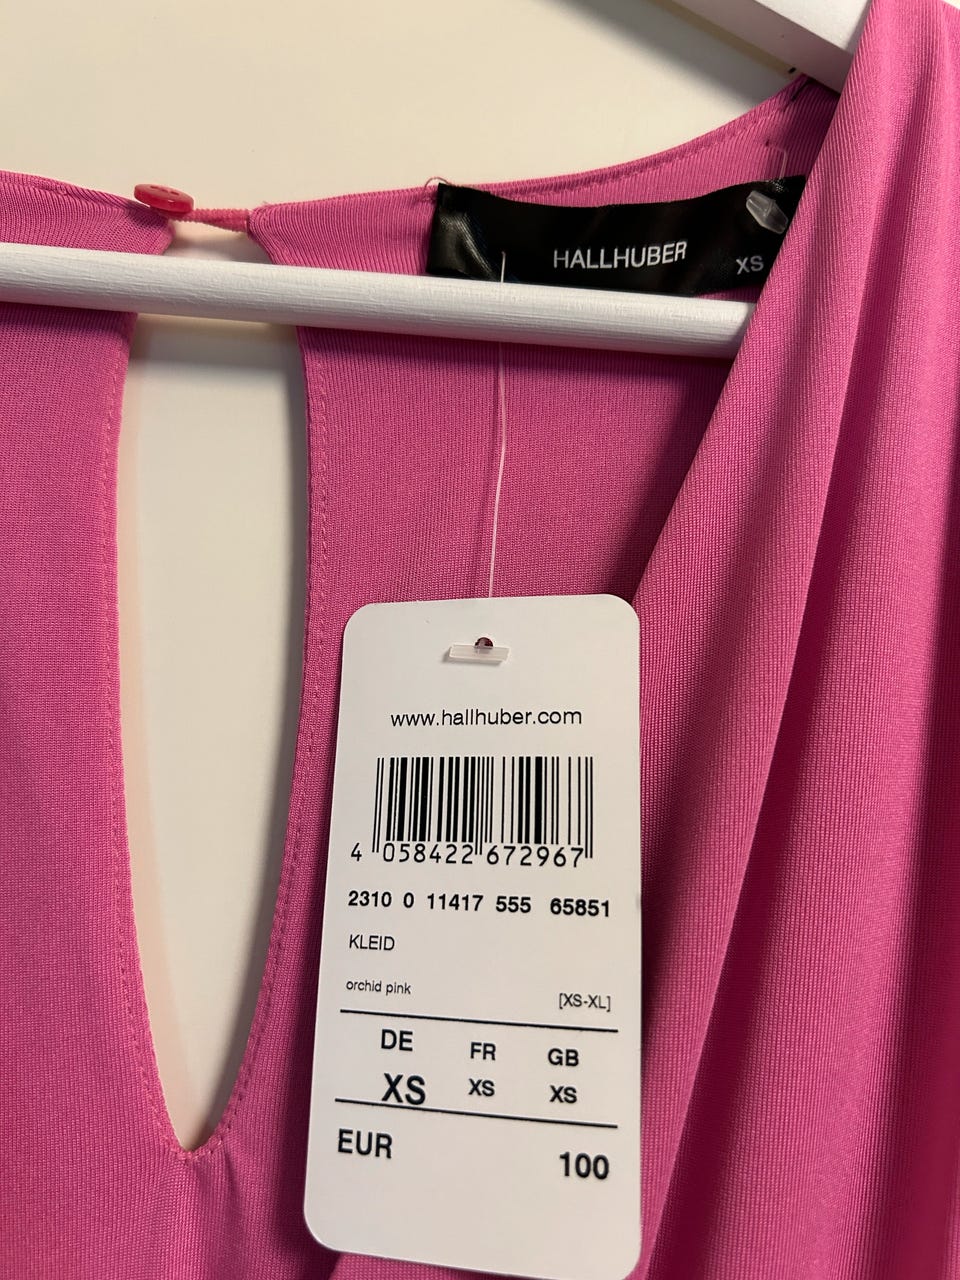 HALLHUBER
XS
www.hallhuber.com
4 058422 672967
2310 0 11417 555 65851
KLEID
orchid pink [XS-XL]
DE FR GB
XS XS XS
EUR 100